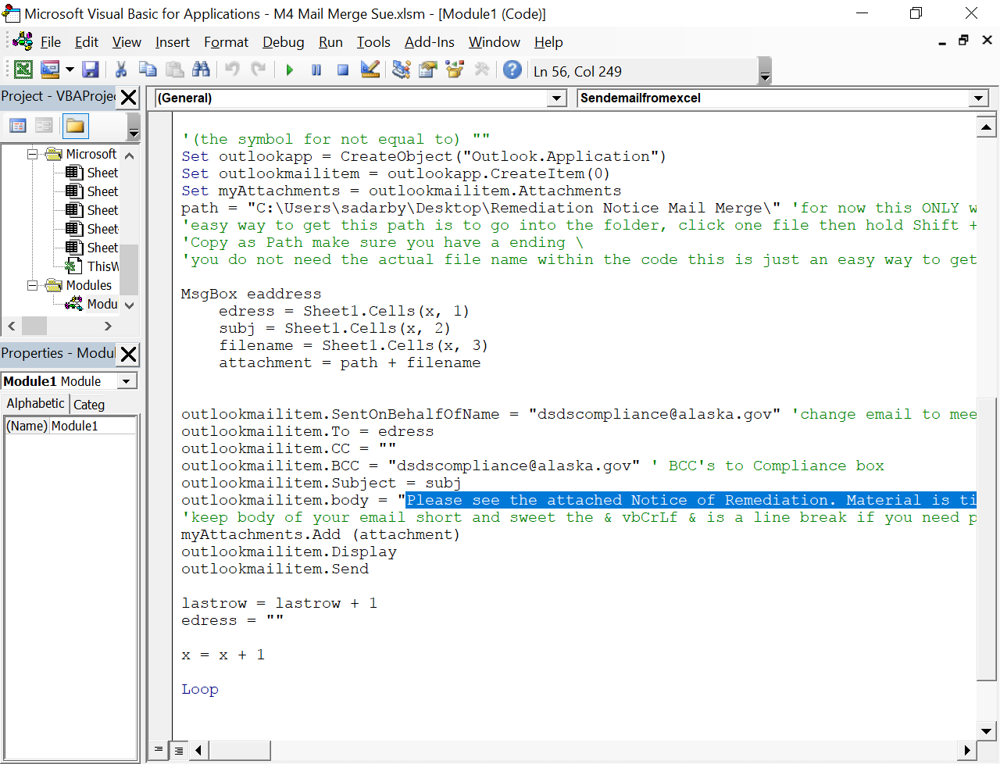 Microsoft Visual Basic for Applications - M4 Mail Merge Sue.xlsm - [Module1 (Code)]
File Edit View Insert Format Debug Run Tools Add-Ins Window Help
Ln 56, Col 249
Project - VBAProje
(General)
Sendemailfromexcel
Microsoft
Sheet
Sheet
Sheet
Sheet
Sheet
ThisW
Modules
Modu
Properties - Modul
Module1 Module
Alphabetic Categ
(Name) Module1
'(the symbol for not equal to) ""
Set outlookapp = CreateObject("Outlook.Application")
Set outlookmailitem = outlookapp.CreateItem(0)
Set myAttachments = outlookmailitem.Attachments
path = "C:\Users\sadarby\Desktop\Remediation Notice Mail Merge\" 'for now this ONLY w
'easy way to get this path is to go into the folder, click one file then hold Shift +
'Copy as Path make sure you have a ending \
'you do not need the actual file name within the code this is just an easy way to get
MsgBox eaddress
edress = Sheet1.Cells(x, 1)
subj = Sheet1.Cells(x, 2)
filename = Sheet1.Cells(x, 3)
attachment = path + filename
outlookmailitem.SentOnBehalfOfName = "dsdscompliance@alaska.gov" 'change email to mee
outlookmailitem.To = edress
outlookmailitem.CC = ""
outlookmailitem.BCC = "dsdscompliance@alaska.gov" ' BCC's to Compliance box
outlookmailitem.Subject = subj
outlookmailitem.body = "Please see the attached Notice of Remediation. Material is ti
'keep body of your email short and sweet the & vbCrLf & is a line break if you need p
myAttachments.Add (attachment)
outlookmailitem.Display
outlookmailitem.Send
lastrow = lastrow + 1
edress = ""
x = x + 1
Loop